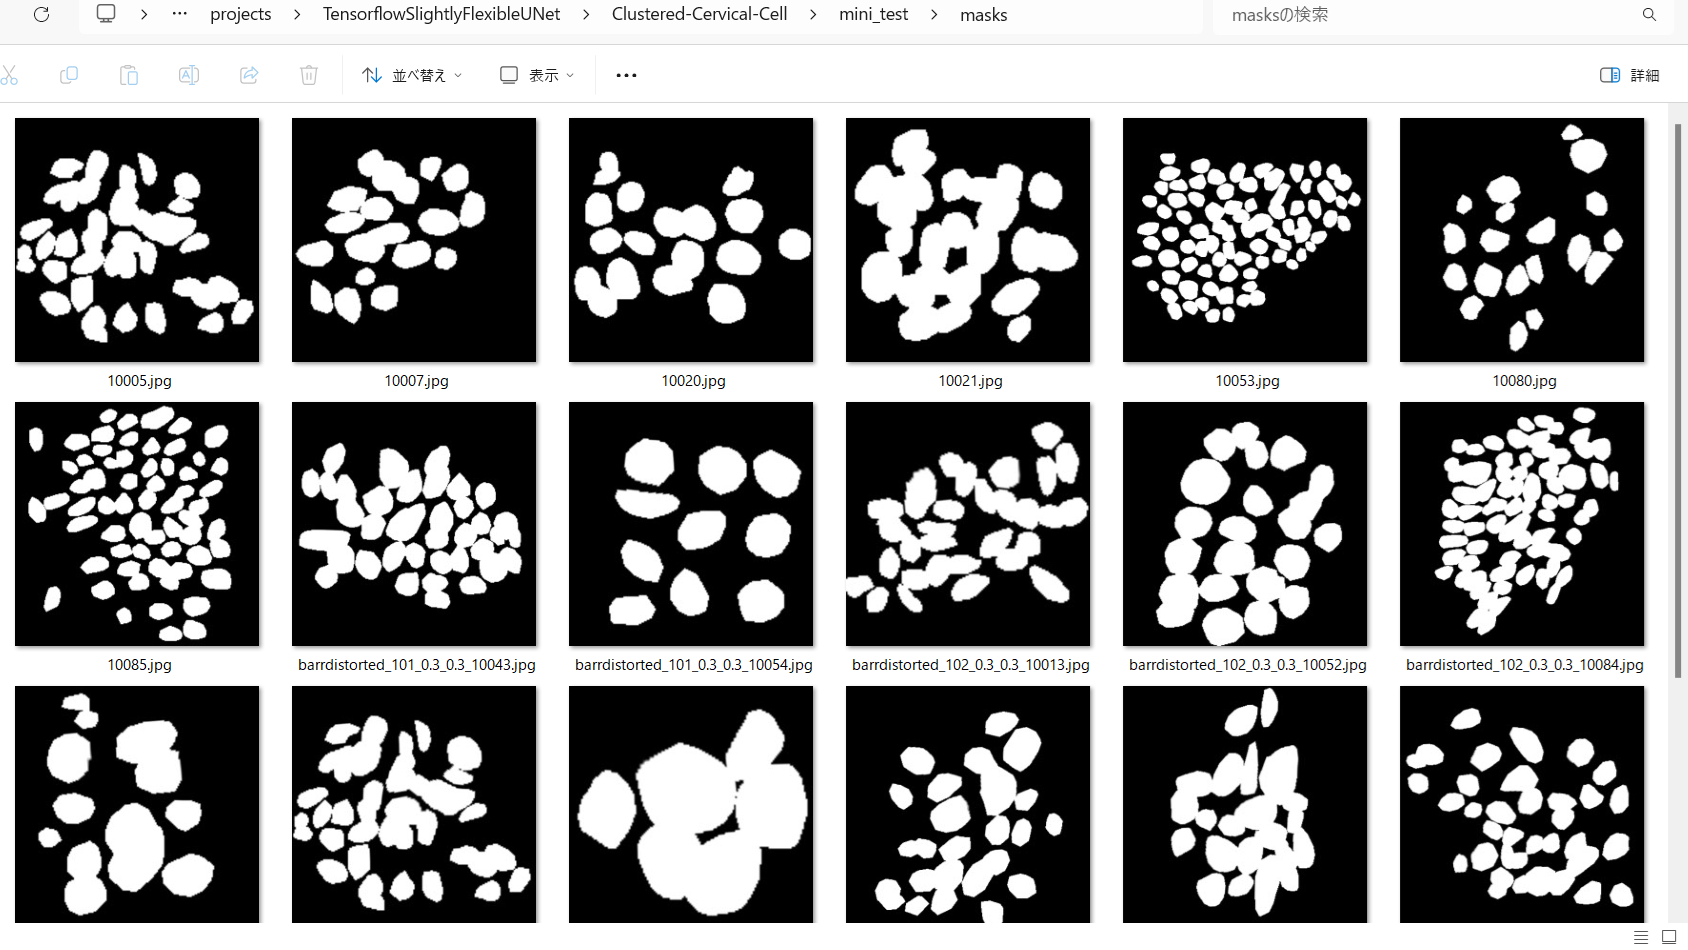 projects > TensorflowSlightlyFlexibleUNet > Clustered-Cervical-Cell > mini_test > masks
masksの検索
並べ替え 表示 詳細
10005.jpg 10007.jpg 10020.jpg 10021.jpg 10053.jpg 10080.jpg
10085.jpg barrdistorted_101_0.3_0.3_10043.jpg barrdistorted_101_0.3_0.3_10054.jpg barrdistorted_102_0.3_0.3_10013.jpg barrdistorted_102_0.3_0.3_10052.jpg barrdistorted_102_0.3_0.3_10084.jpg